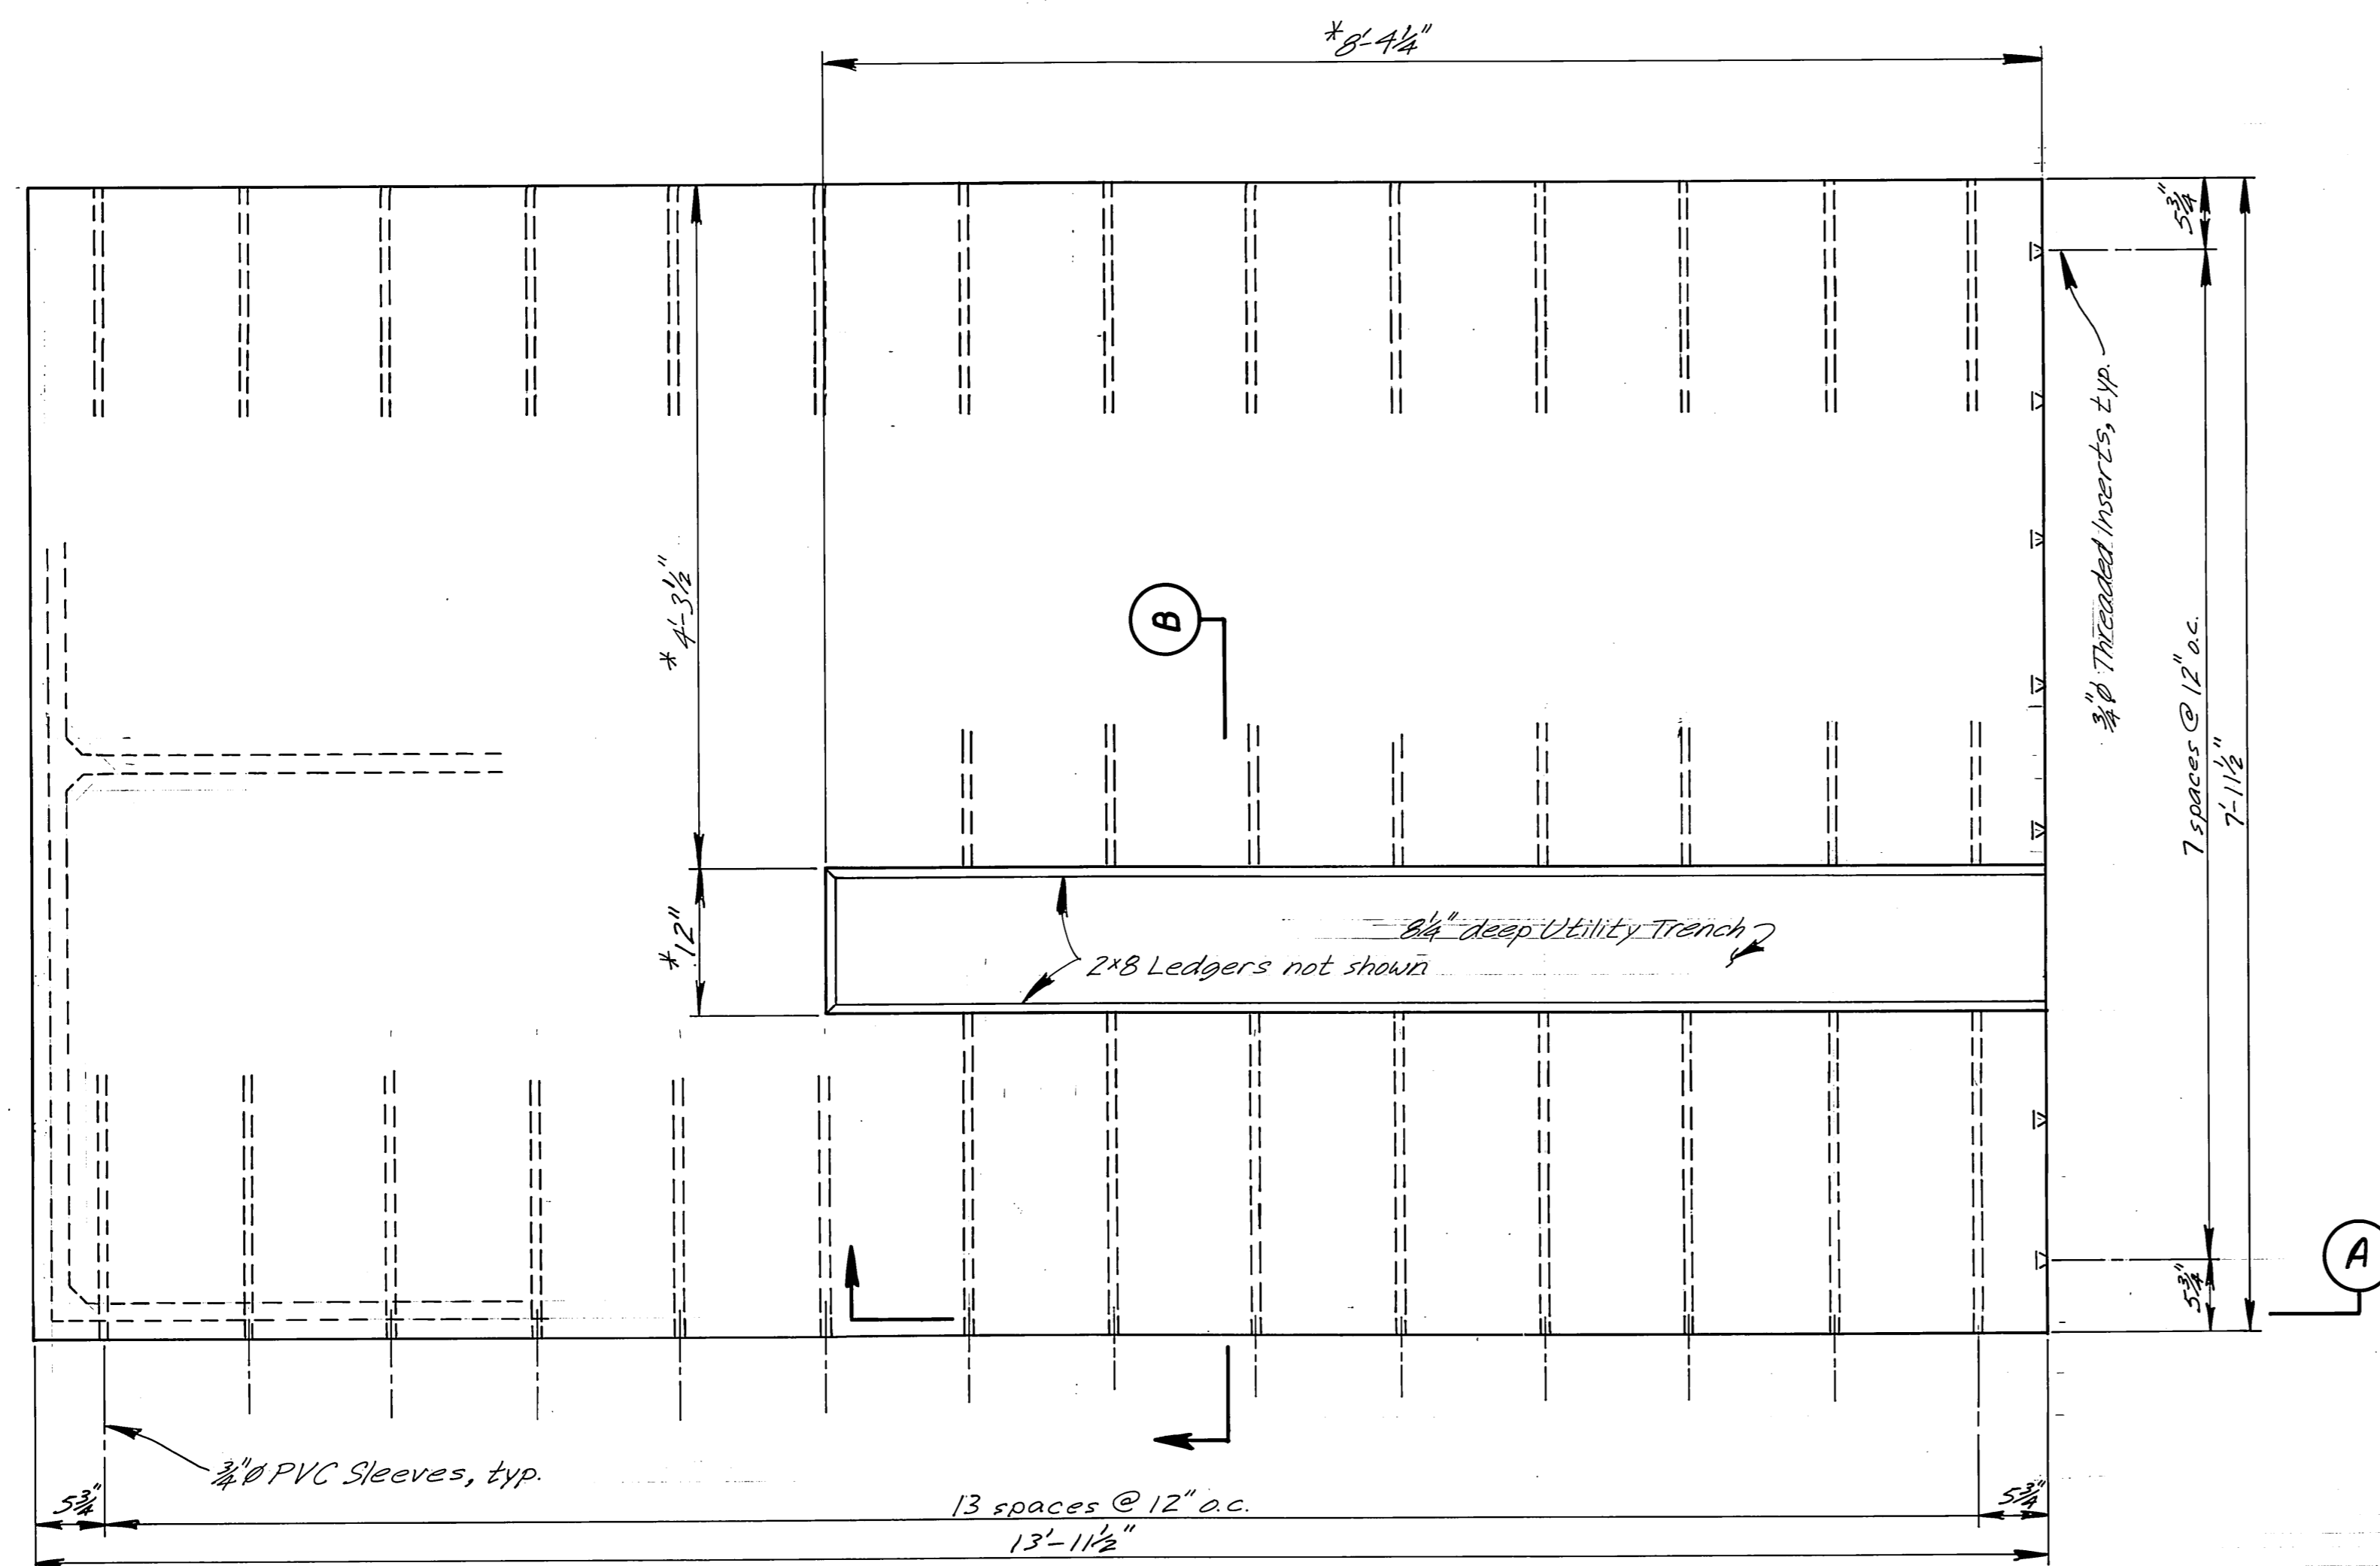 *8'-4¼"
5¾"
¾"ø Threaded Inserts, typ.
*4'-3½"
B
7 spaces @ 12" o.c.
7'-11½"
*12"
8¼" deep Utility Trench
2x8 Ledgers not shown
A
5¾"
¾"ø PVC Sleeves, typ.
5¾"
13 spaces @ 12" o.c.
5¾"
13'-11½"